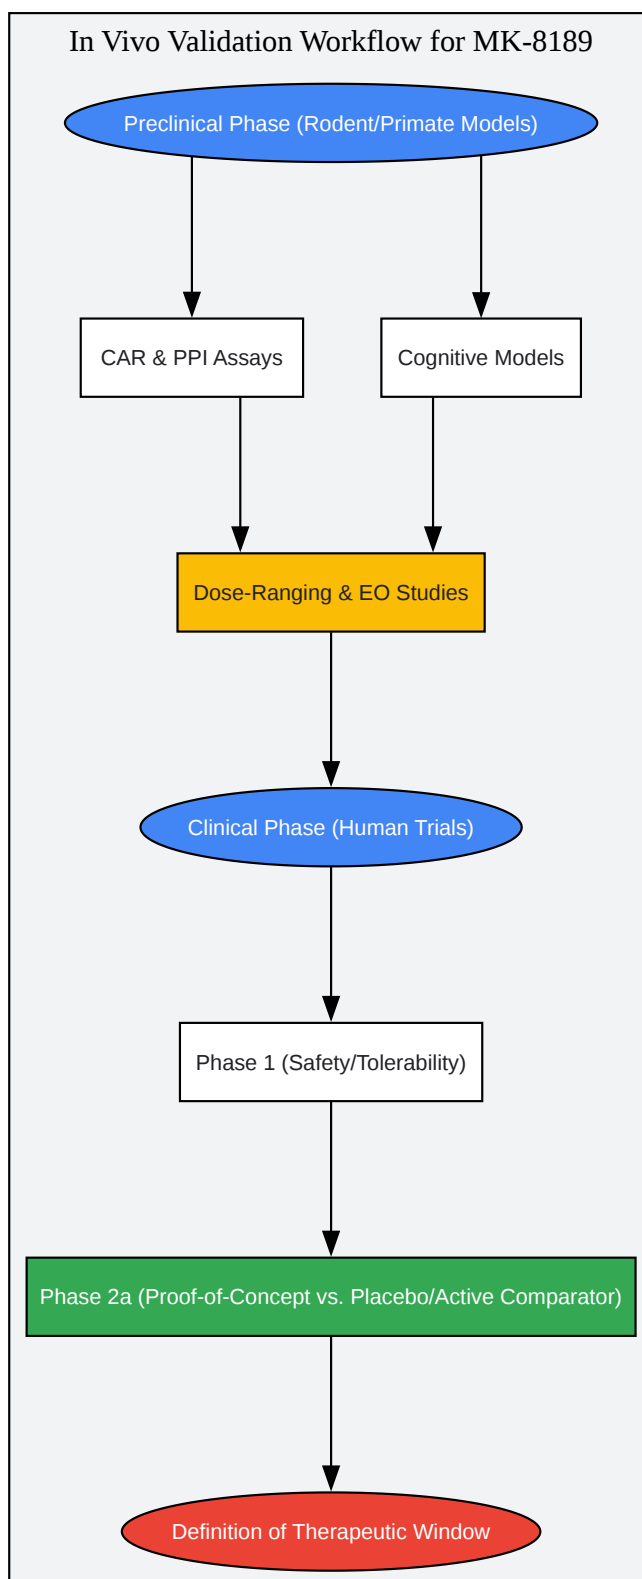 In Vivo Validation Workflow for MK-8189
Preclinical Phase (Rodent/Primate Models)
CAR & PPI Assays
Cognitive Models
Dose-Ranging & EO Studies
Clinical Phase (Human Trials)
Phase 1 (Safety/Tolerability)
Phase 2a (Proof-of-Concept vs. Placebo/Active Comparator)
Definition of Therapeutic Window